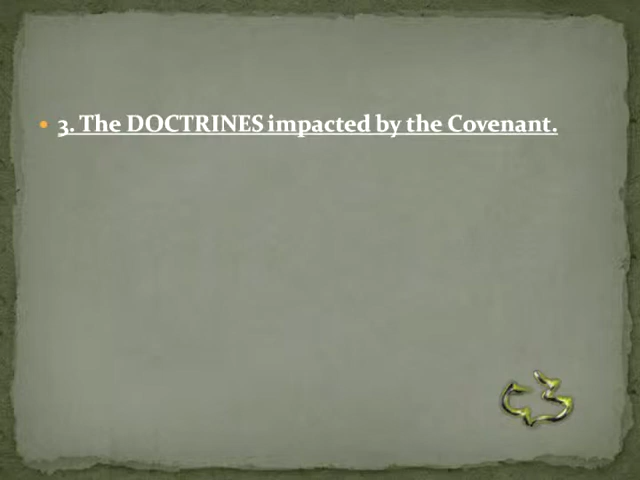 3. The DOCTRINES impacted by the Covenant.